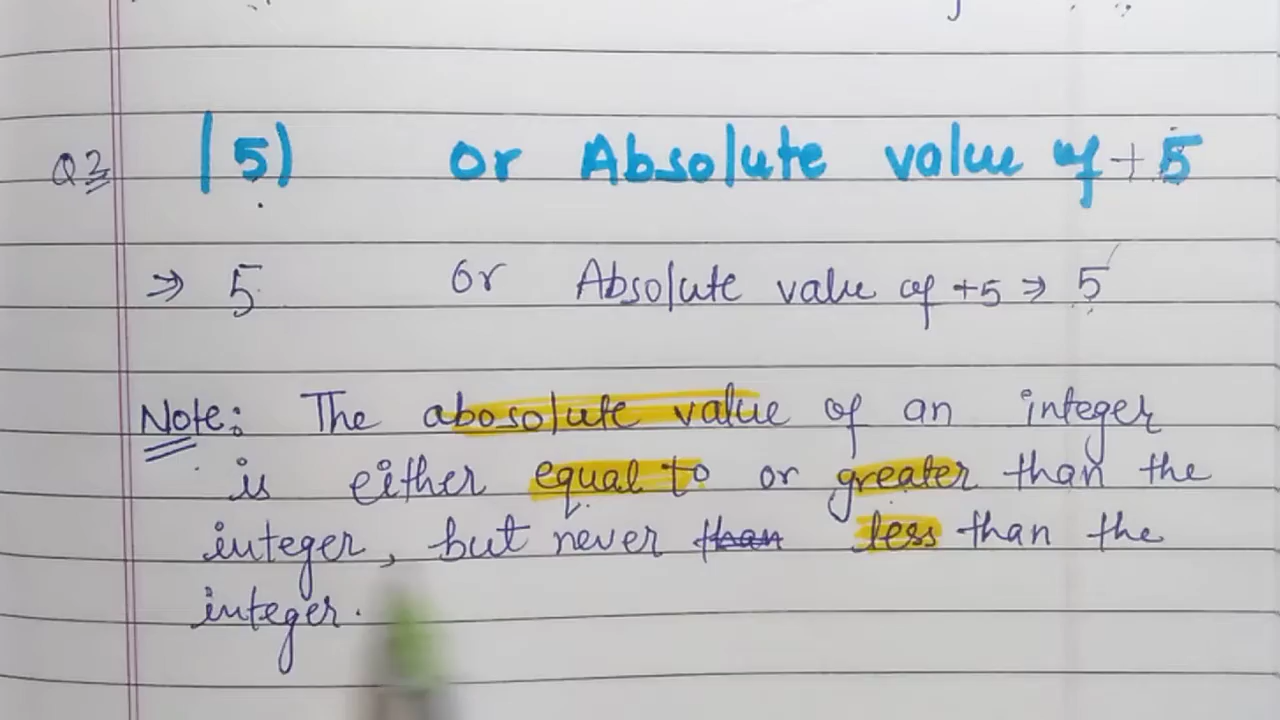 Q2 |5) or Absolute value of +5
⇒ 5 or Absolute value of +5 ⇒ 5
Note: The abosolute value of an integer
is either equal to or greater than the
integer, but never than less than the
integer.